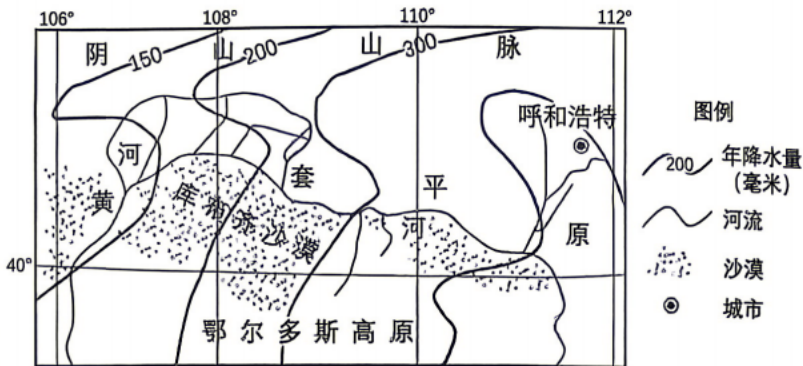 106° 108° 110° 112°
阴 山 山 脉
150 200 300
呼和浩特
河 套 平 原
黄 河
库布齐沙漠
40°
鄂尔多斯高原
图例
200 年降水量
(毫米)
河流
沙漠
城市